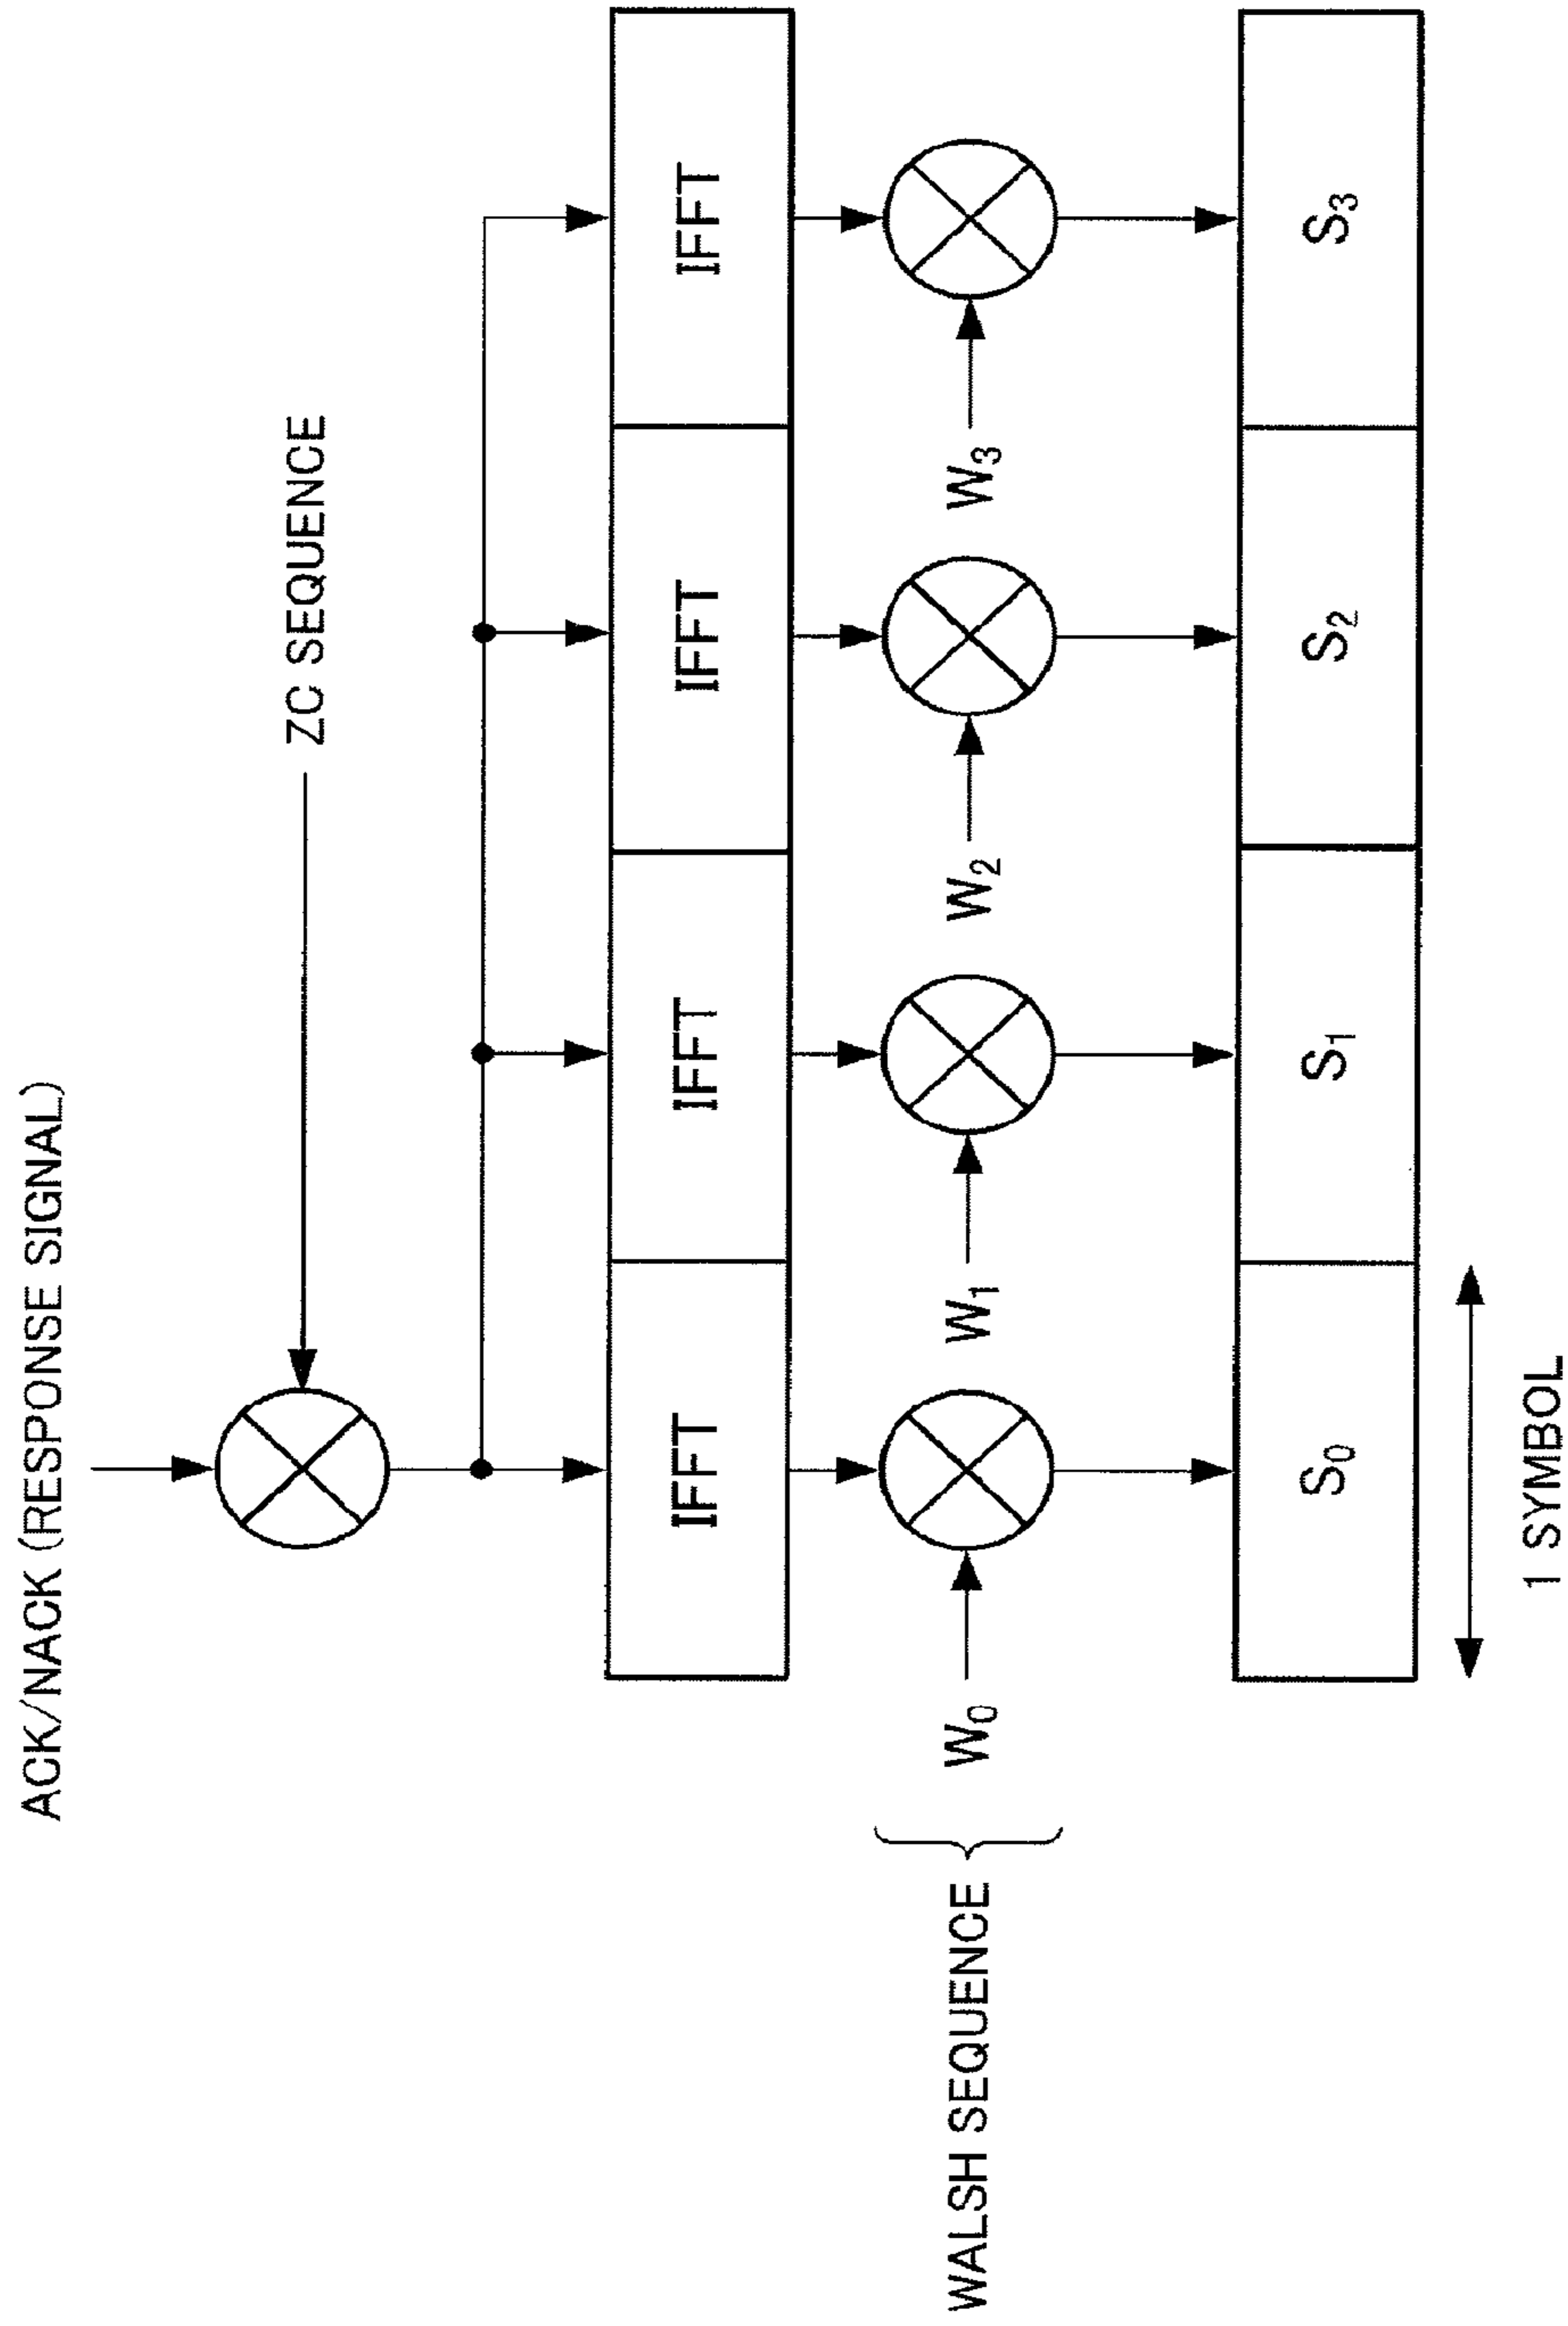 ACK/NACK (RESPONSE SIGNAL)
ZC SEQUENCE
IFFT IFFT IFFT IFFT
WALSH SEQUENCE W0 W1 W2 W3
S0 S1 S2 S3
1 SYMBOL